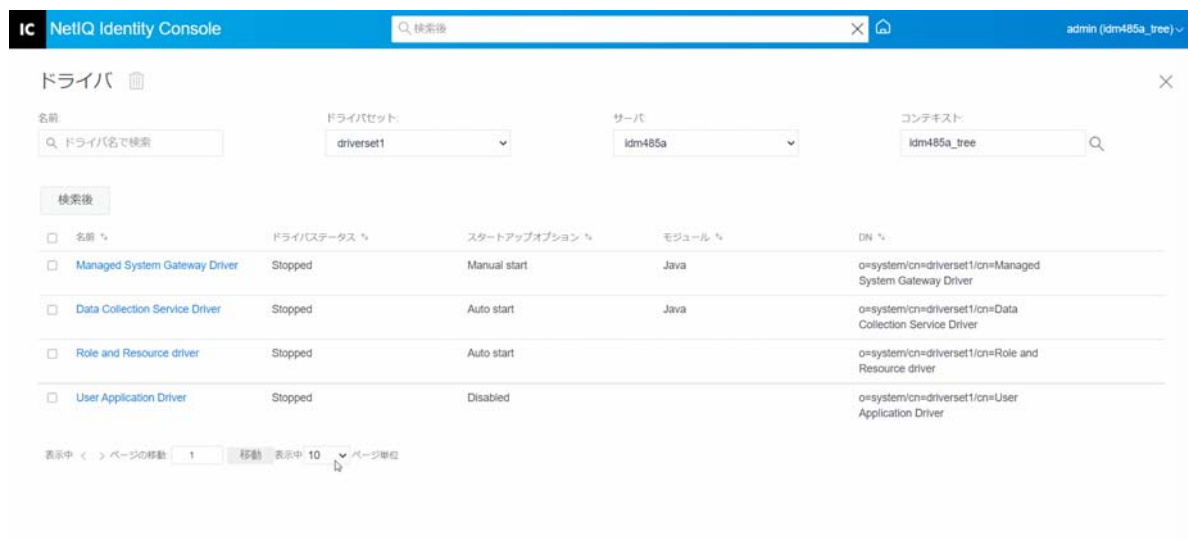 IC NetIQ Identity Console 検索後 admin (idm485a_tree)
ドライバ
名前: ドライバセット: サーバ: コンテキスト:
ドライバ名で検索 driverset1 idm485a idm485a_tree
検索後
名前 ドライバステータス スタートアップオプション モジュール DN
Managed System Gateway Driver Stopped Manual start Java o=system/cn=driverset1/cn=Managed
System Gateway Driver
Data Collection Service Driver Stopped Auto start Java o=system/cn=driverset1/cn=Data
Collection Service Driver
Role and Resource driver Stopped Auto start o=system/cn=driverset1/cn=Role and
Resource driver
User Application Driver Stopped Disabled o=system/cn=driverset1/cn=User
Application Driver
表示中 < > ページの移動: 1 移動 表示中 10 ページ単位